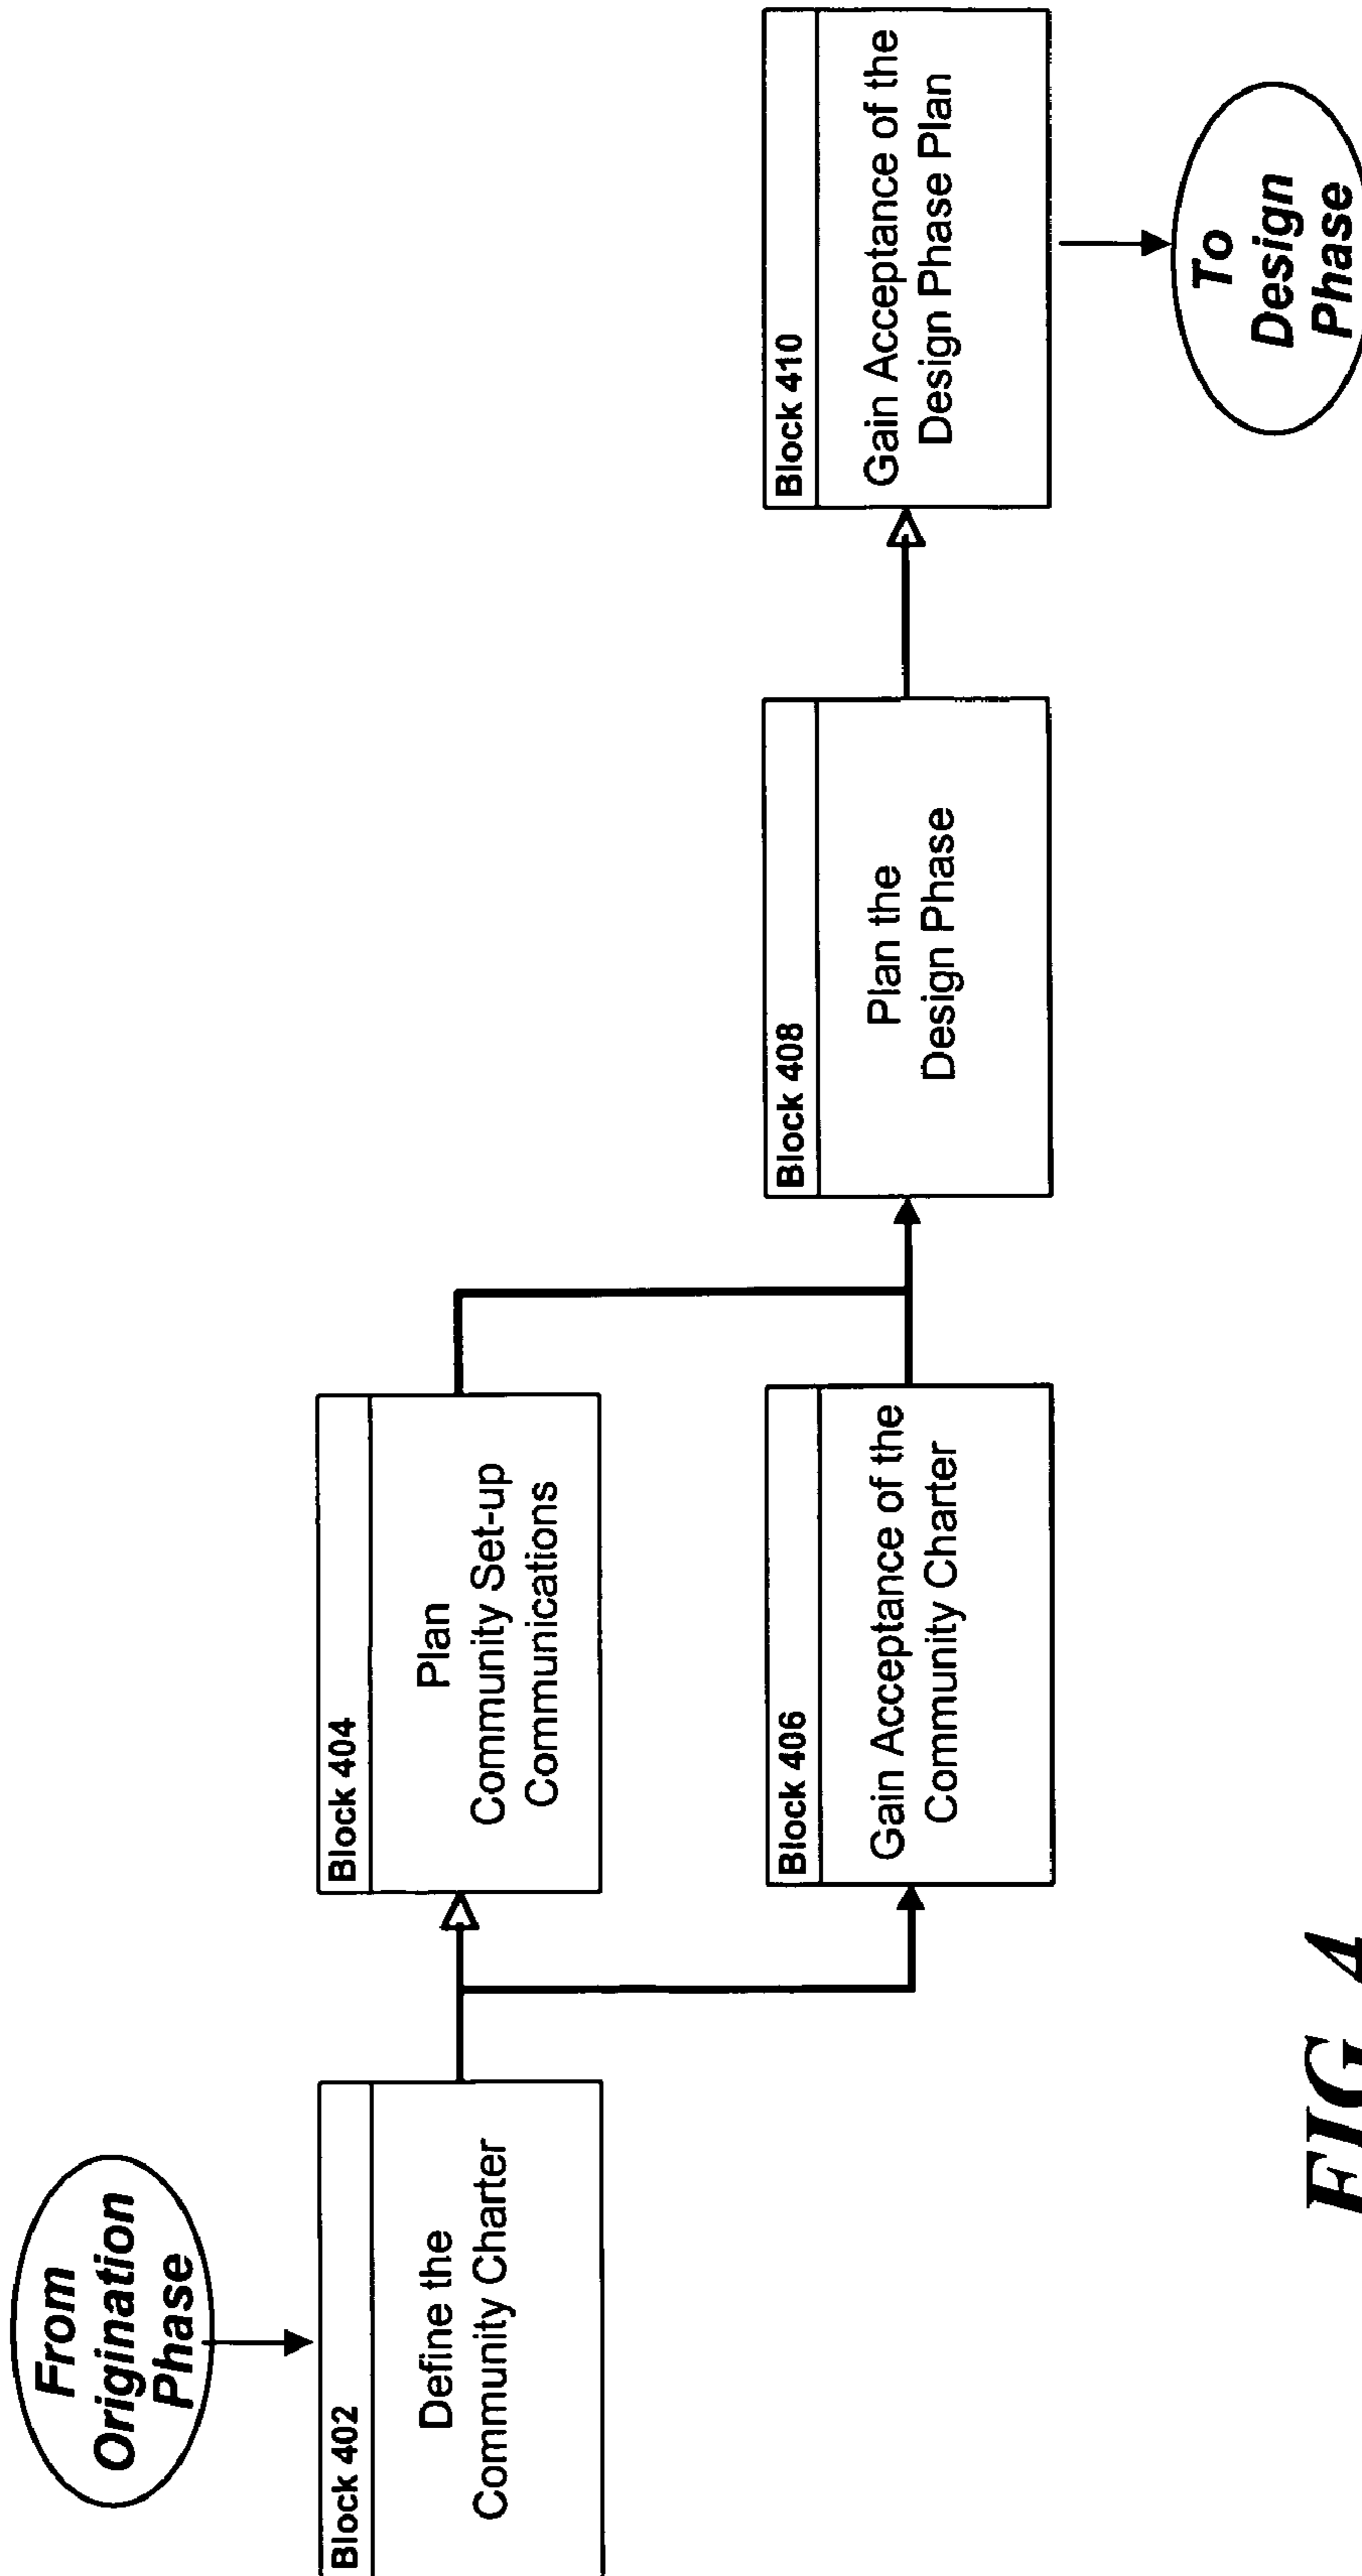 From
Origination
Phase
Block 402
Define the
Community Charter
Block 404
Plan
Community Set-up
Communications
Block 406
Gain Acceptance of the
Community Charter
Block 408
Plan the
Design Phase
Block 410
Gain Acceptance of the
Design Phase Plan
To
Design
Phase
FIG. 4